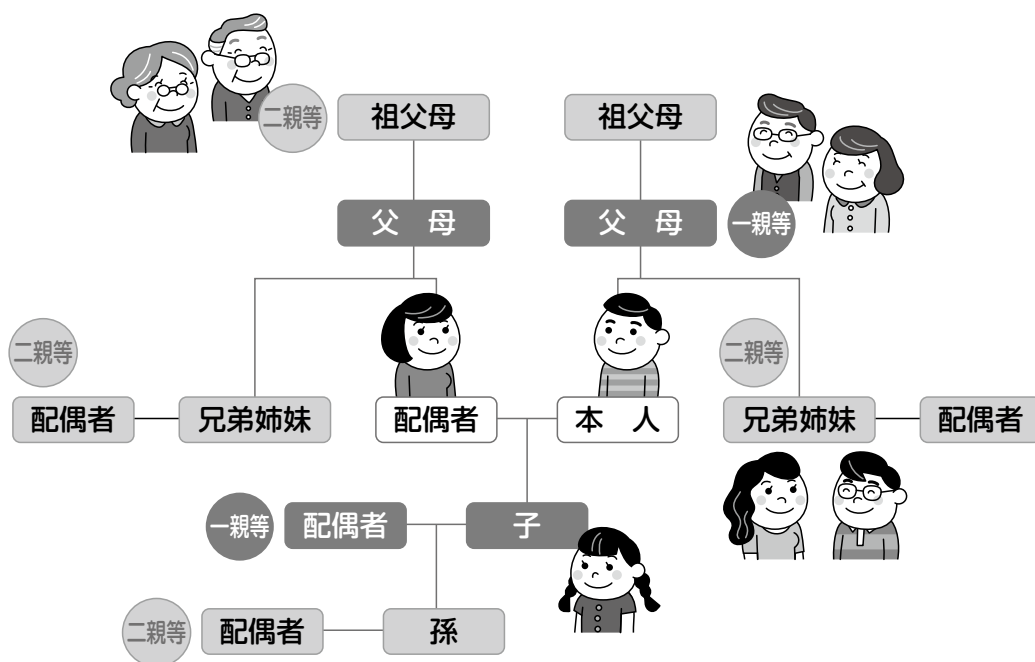 二親等 祖父母 祖父母
父　母 父　母 一親等
二親等 二親等
配偶者 兄弟姉妹 配偶者 本　人 兄弟姉妹 配偶者
一親等 配偶者 子
二親等 配偶者 孫